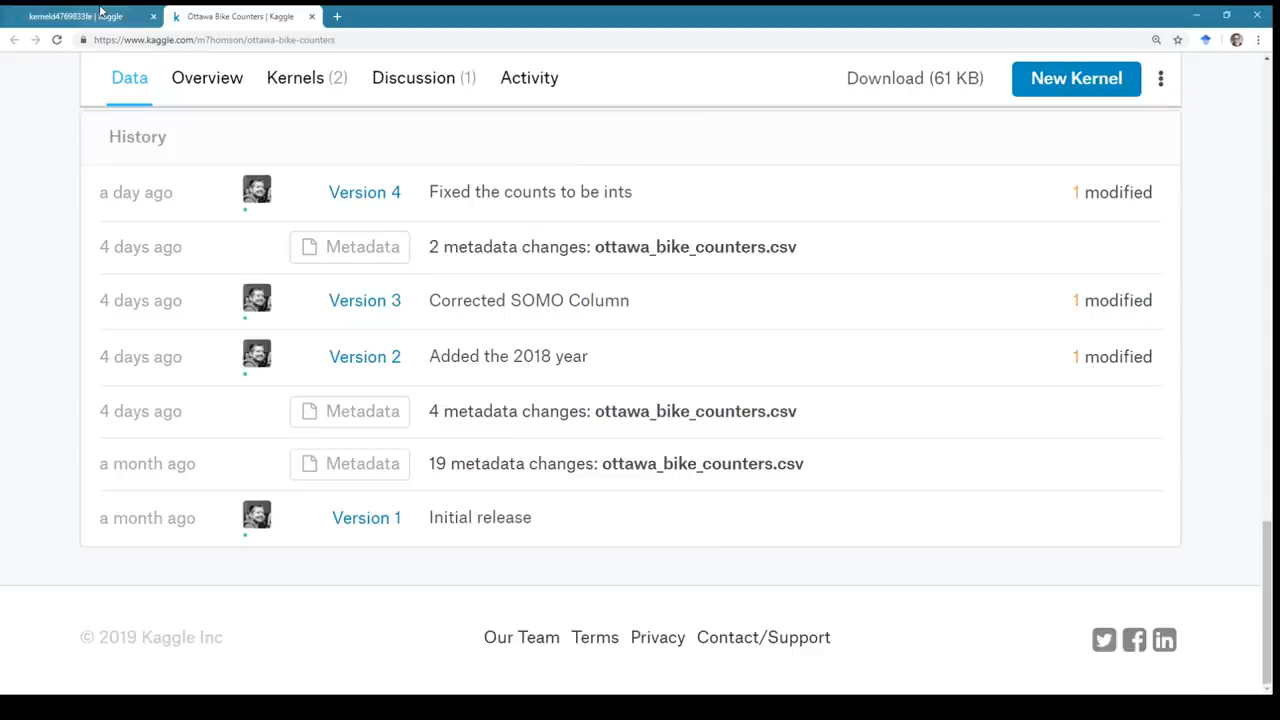 kerneld4769833fe | Kaggle
Ottawa Bike Counters | Kaggle
https://www.kaggle.com/m7homson/ottawa-bike-counters
Data Overview Kernels (2) Discussion (1) Activity Download (61 KB) New Kernel
History
a day ago Version 4 Fixed the counts to be ints 1 modified
4 days ago Metadata 2 metadata changes: ottawa_bike_counters.csv
4 days ago Version 3 Corrected SOMO Column 1 modified
4 days ago Version 2 Added the 2018 year 1 modified
4 days ago Metadata 4 metadata changes: ottawa_bike_counters.csv
a month ago Metadata 19 metadata changes: ottawa_bike_counters.csv
a month ago Version 1 Initial release
© 2019 Kaggle Inc Our Team Terms Privacy Contact/Support